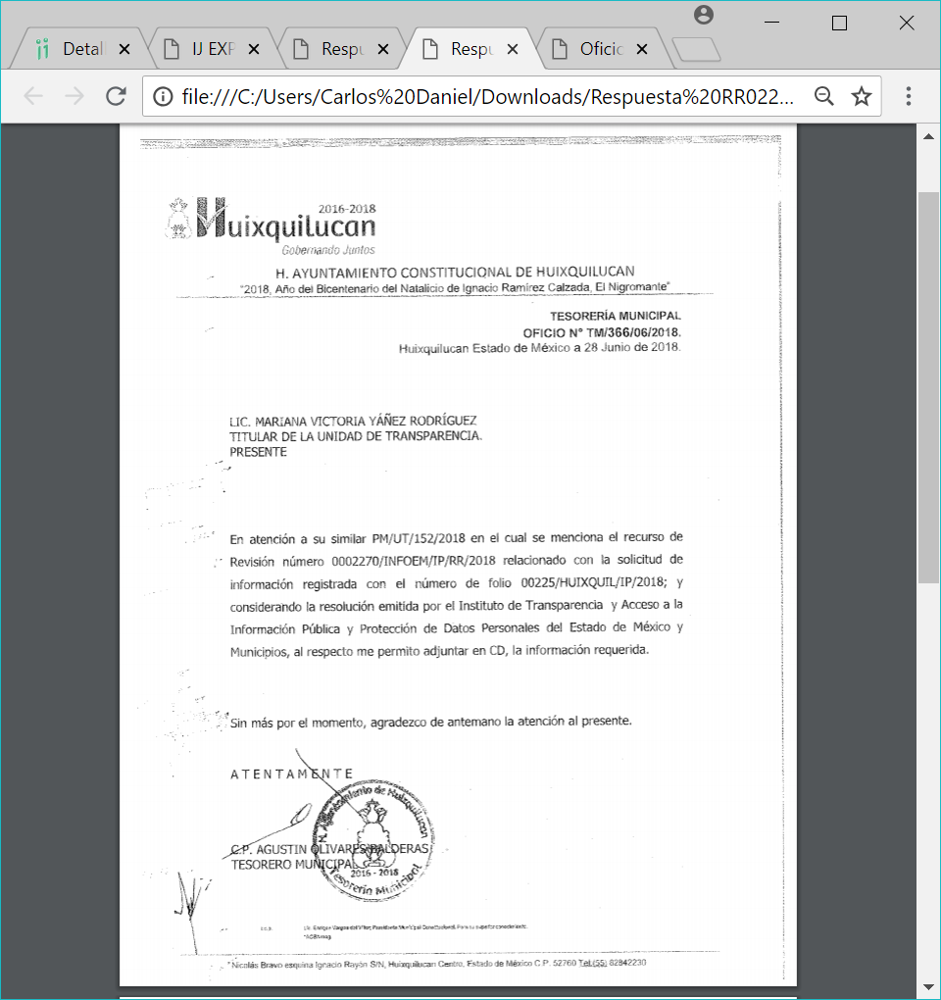 Detal
IJ EXP
Respu
Respu
Oficio
file:///C:/Users/Carlos%20Daniel/Downloads/Respuesta%20RR022...
2016-2018
Huixquilucan
Gobernando Juntos
H. AYUNTAMIENTO CONSTITUCIONAL DE HUIXQUILUCAN
"2018, Año del Bicentenario del Natalicio de Ignacio Ramírez Calzada, El Nigromante"
TESORERÍA MUNICIPAL
OFICIO N° TM/366/06/2018.
Huixquilucan Estado de México a 28 Junio de 2018.
LIC. MARIANA VICTORIA YÁÑEZ RODRÍGUEZ
TITULAR DE LA UNIDAD DE TRANSPARENCIA.
PRESENTE
En atención a su similar PM/UT/152/2018 en el cual se menciona el recurso de
Revisión número 0002270/INFOEM/IP/RR/2018 relacionado con la solicitud de
información registrada con el número de folio 00225/HUIXQUIL/IP/2018; y
considerando la resolución emitida por el Instituto de Transparencia y Acceso a la
Información Pública y Protección de Datos Personales del Estado de México y
Municipios, al respecto me permito adjuntar en CD, la información requerida.
Sin más por el momento, agradezco de antemano la atención al presente.
ATENTAMENTE
C.P. AGUSTIN OLIVARES BALDERAS
TESORERO MUNICIPAL
H. Ayuntamiento de Huixquilucan
2016 - 2018
Tesorería Municipal
c.c.p. Lic. Enrique Vargas del Villar, Presidente Municipal Constitucional. Para su superior conocimiento.
Nicolás Bravo esquina Ignacio Rayón S/N, Huixquilucan Centro, Estado de México C.P. 52760 Tel.(55) 82842230